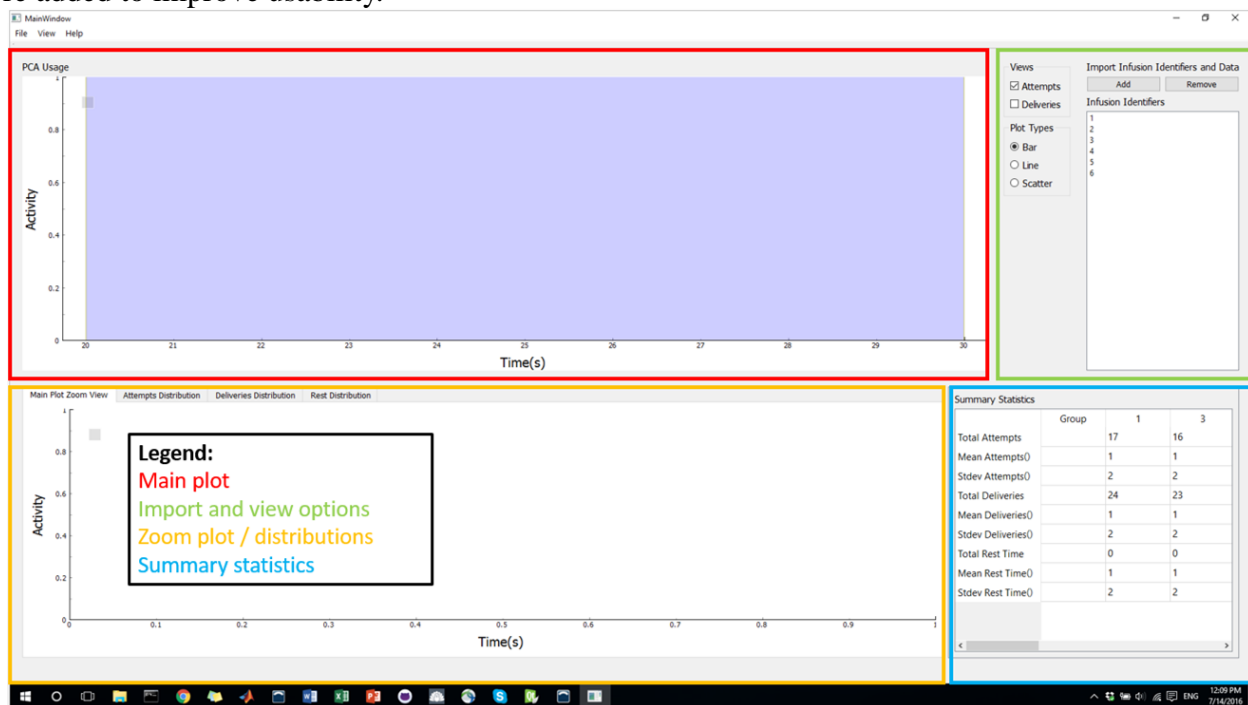 re added to improve usability.
MainWindow
File View Help
PCA Usage
1
0.8
0.6
0.4
0.2
0
Activity
20 21 22 23 24 25 26 27 28 29 30
Time(s)
Views
Attempts
Deliveries
Plot Types
Bar
Line
Scatter
Import Infusion Identifiers and Data
Add Remove
Infusion Identifiers
1
2
3
4
5
6
Main Plot Zoom View Attempts Distribution Deliveries Distribution Rest Distribution
1
0.8
0.6
0.4
0.2
0
Activity
Legend:
Main plot
Import and view options
Zoom plot / distributions
Summary statistics
0 0.1 0.2 0.3 0.4 0.5 0.6 0.7 0.8 0.9 1
Time(s)
Summary Statistics
Group 1 3
Total Attempts 17 16
Mean Attempts() 1 1
Stdev Attempts() 2 2
Total Deliveries 24 23
Mean Deliveries() 1 1
Stdev Deliveries() 2 2
Total Rest Time 0 0
Mean Rest Time() 1 1
Stdev Rest Time() 2 2
ENG
12:09 PM
7/14/2016